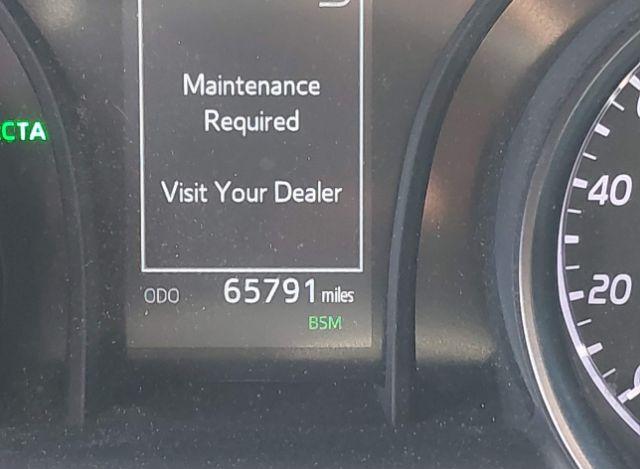 Maintenance
Required
Visit Your Dealer
CTA
40
ODO 65791 miles
20
BSM